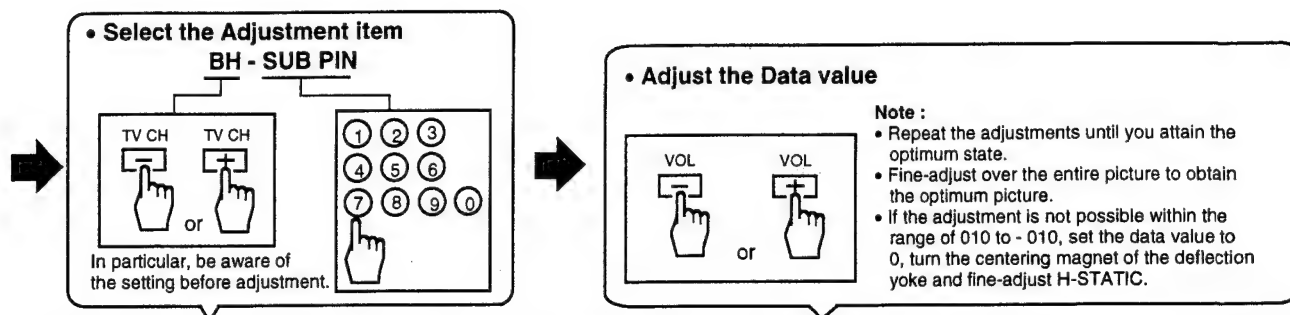 • Select the Adjustment item
BH - SUB PIN
TV CH TV CH
- +
or
1 2 3
4 5 6
7 8 9 0
In particular, be aware of
the setting before adjustment.
• Adjust the Data value
VOL VOL
- +
or
Note :
• Repeat the adjustments until you attain the
optimum state.
• Fine-adjust over the entire picture to obtain
the optimum picture.
• If the adjustment is not possible within the
range of 010 to - 010, set the data value to
0, turn the centering magnet of the deflection
yoke and fine-adjust H-STATIC.